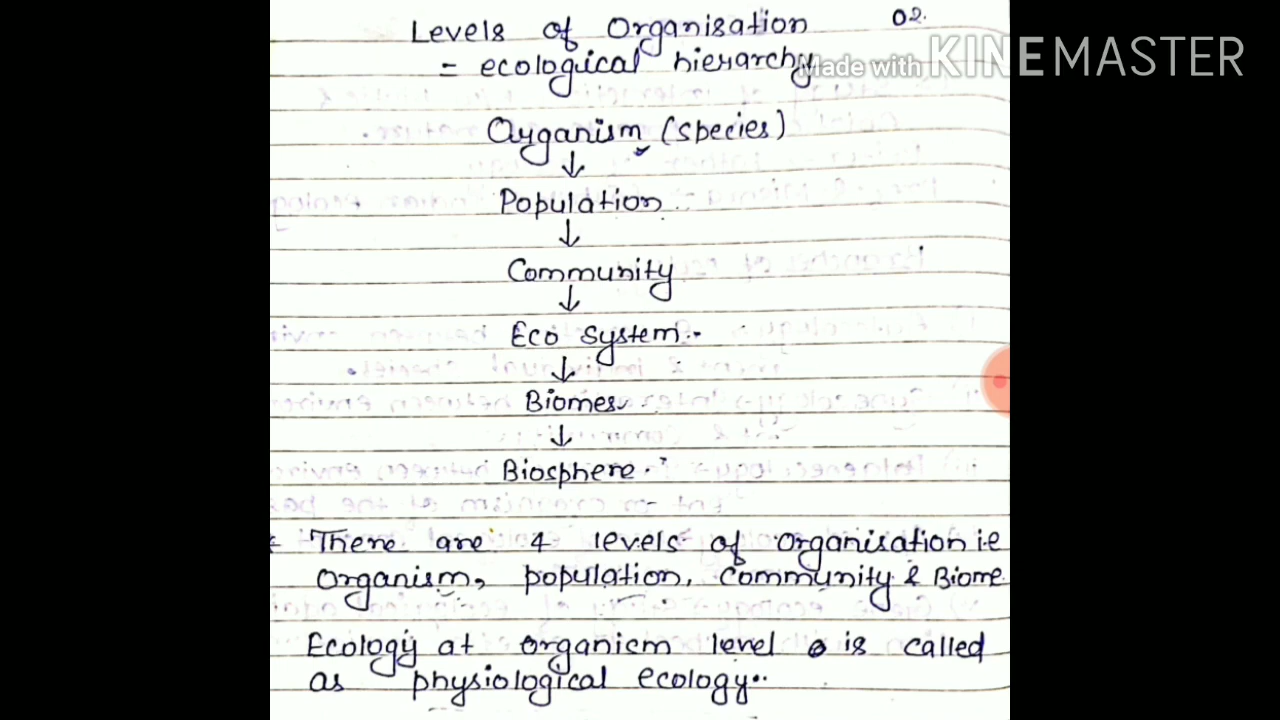 Levels of Organisation 02.
= ecological hierarchy
Made with KINEMASTER
Organism (species)
↓
Population
↓
Community
↓
Eco System
↓
Biomes
↓
Biosphere
There are 4 levels of organisation i.e
Organism, population, Community & Biome
Ecology at organism level is called
as physiological ecology..